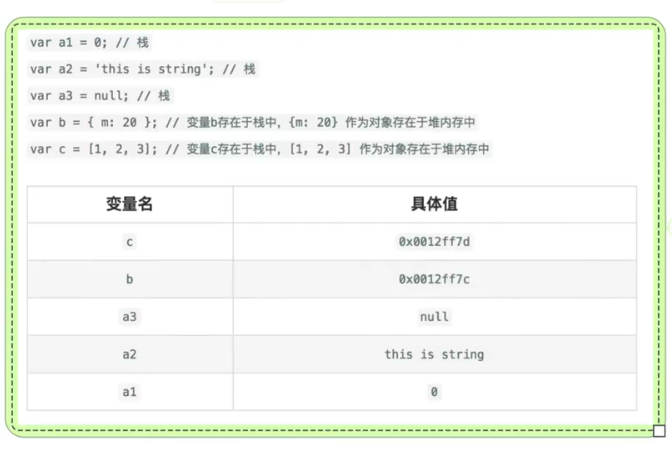 var a1 = 0; // 栈
var a2 = 'this is string'; // 栈
var a3 = null; // 栈
var b = { m: 20 }; // 变量b存在于栈中，{m: 20} 作为对象存在于堆内存中
var c = [1, 2, 3]; // 变量c存在于栈中，[1, 2, 3] 作为对象存在于堆内存中
变量名 具体值
c 0x0012ff7d
b 0x0012ff7c
a3 null
a2 this is string
a1 0